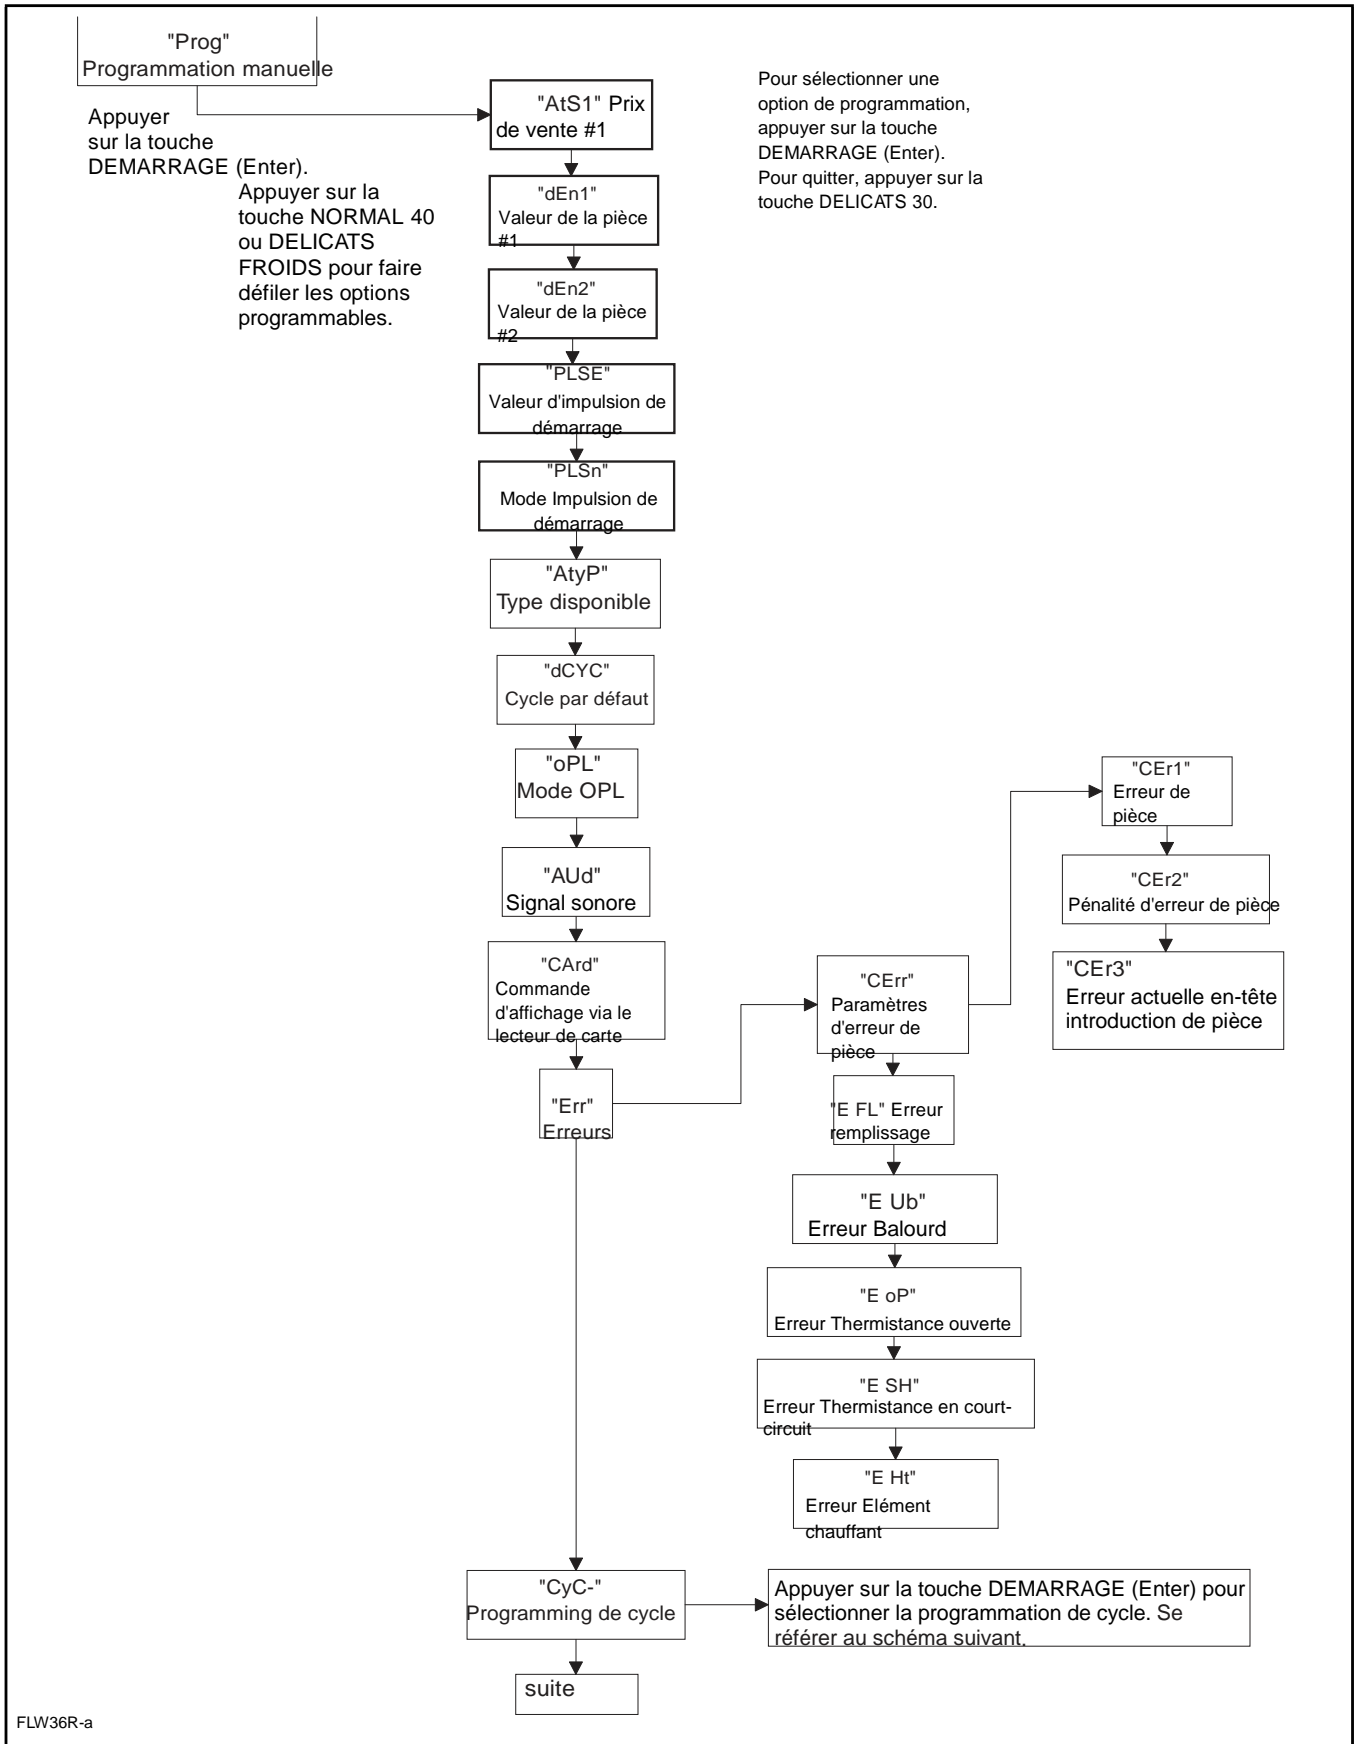 "Prog"
Programmation manuelle
Appuyer
sur la touche
DEMARRAGE (Enter).
Appuyer sur la
touche NORMAL 40
ou DELICATS
FROIDS pour faire
défiler les options
programmables.
Pour sélectionner une
option de programmation,
appuyer sur la touche
DEMARRAGE (Enter).
Pour quitter, appuyer sur la
touche DELICATS 30.
"AtS1" Prix
de vente #1
"dEn1"
Valeur de la pièce
#1
"dEn2"
Valeur de la pièce
#2
"PLSE"
Valeur d'impulsion de
démarrage
"PLSn"
Mode Impulsion de
démarrage
"AtyP"
Type disponible
"dCYC"
Cycle par défaut
"oPL"
Mode OPL
"AUd"
Signal sonore
"CArd"
Commande
d'affichage via le
lecteur de carte
"Err"
Erreurs
"CErr"
Paramètres
d'erreur de
pièce
"CEr1"
Erreur de
pièce
"CEr2"
Pénalité d'erreur de pièce
"CEr3"
Erreur actuelle en-tête
introduction de pièce
"E FL" Erreur
remplissage
"E Ub"
Erreur Balourd
"E oP"
Erreur Thermistance ouverte
"E SH"
Erreur Thermistance en court-
circuit
"E Ht"
Erreur Elément
chauffant
"CyC-"
Programming de cycle
Appuyer sur la touche DEMARRAGE (Enter) pour
sélectionner la programmation de cycle. Se
référer au schéma suivant.
suite
FLW36R-a